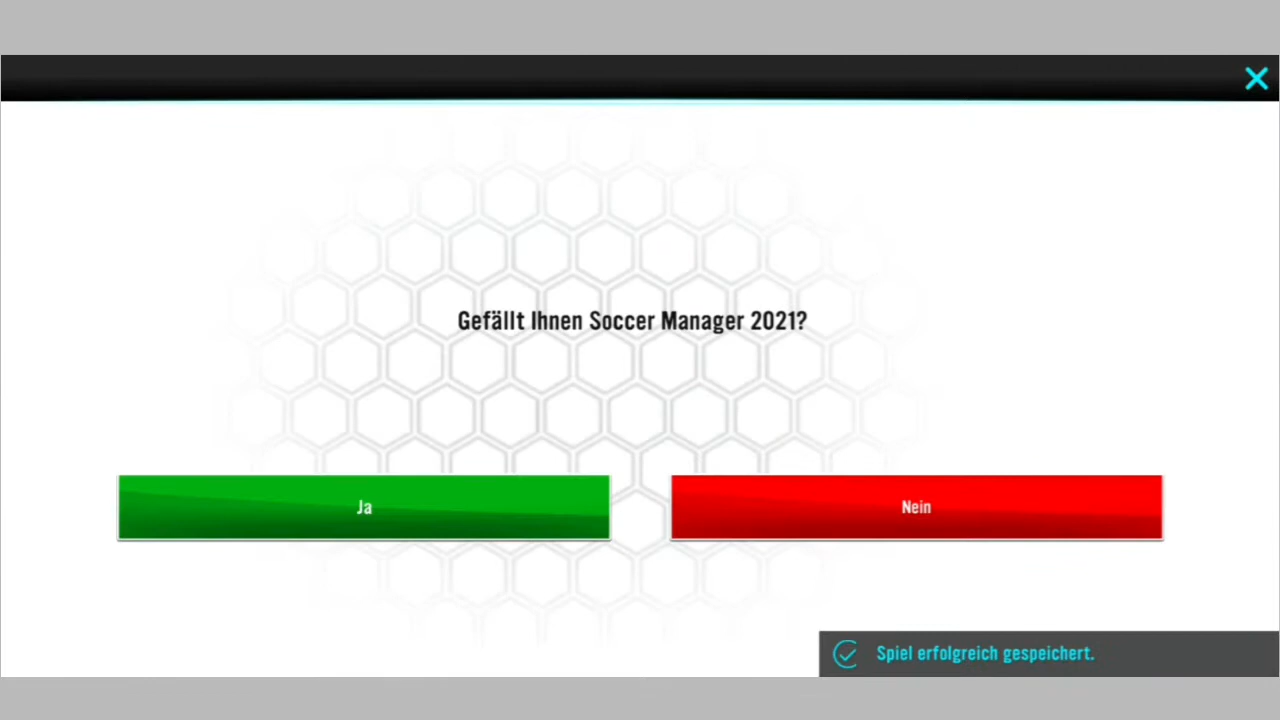 Gefällt Ihnen Soccer Manager 2021?
Ja
Nein
Spiel erfolgreich gespeichert.